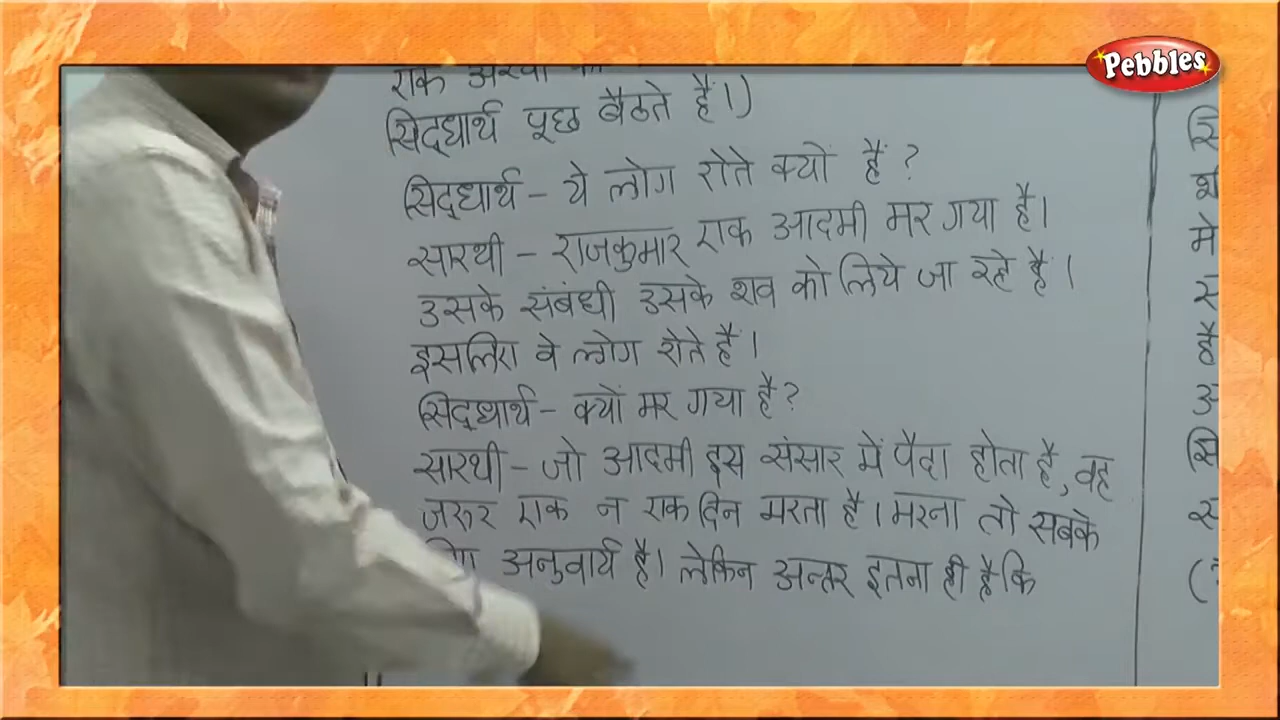 Pebbles
एक
सिद्धार्थ पूछ बैठते हैं।)
सिद्धार्थ - ये लोग रोते क्यों हैं ?
सारथी - राजकुमार एक आदमी मर गया है।
उसके संबंधी उसके शव को लिये जा रहे है ।
इसलिए वे लोग रोते है ।
सिद्धार्थ - क्यों मर गया है ?
सारथी - जो आदमी इस संसार में पैदा होता है, वह
जरुर एक न एक दिन मरता है । मरना तो सबके
अनुवार्य है। लेकिन अन्तर इतना ही है कि
सि
श
मे
है
सि
(